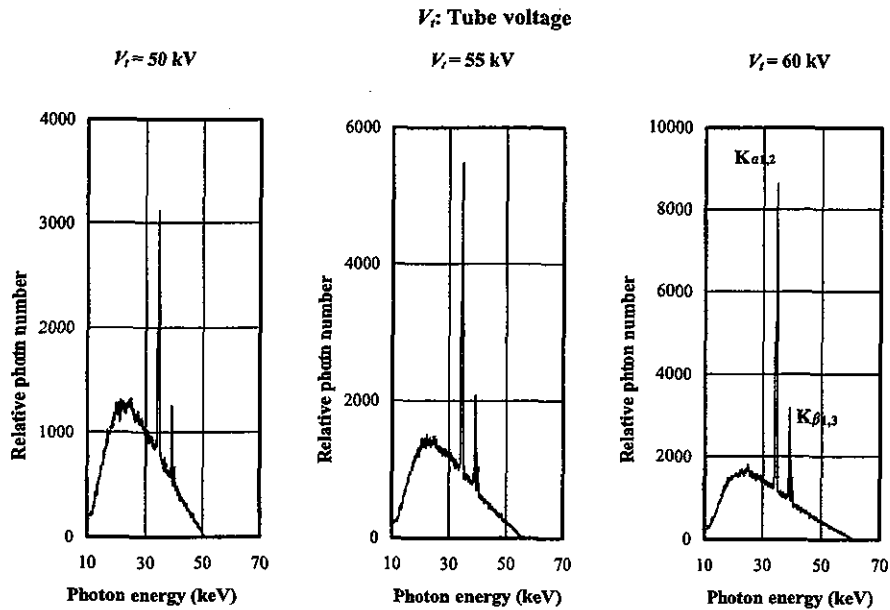 Vt: Tube voltage
Vt = 50 kV
Vt = 55 kV
Vt = 60 kV
4000
3000
2000
1000
0
Relative photon number
10 30 50 70
Photon energy (keV)
6000
4000
2000
0
Relative photon number
10 30 50 70
Photon energy (keV)
10000
8000
6000
4000
2000
0
Relative photon number
Kα1,2
Kβ1,3
10 30 50 70
Photon energy (keV)